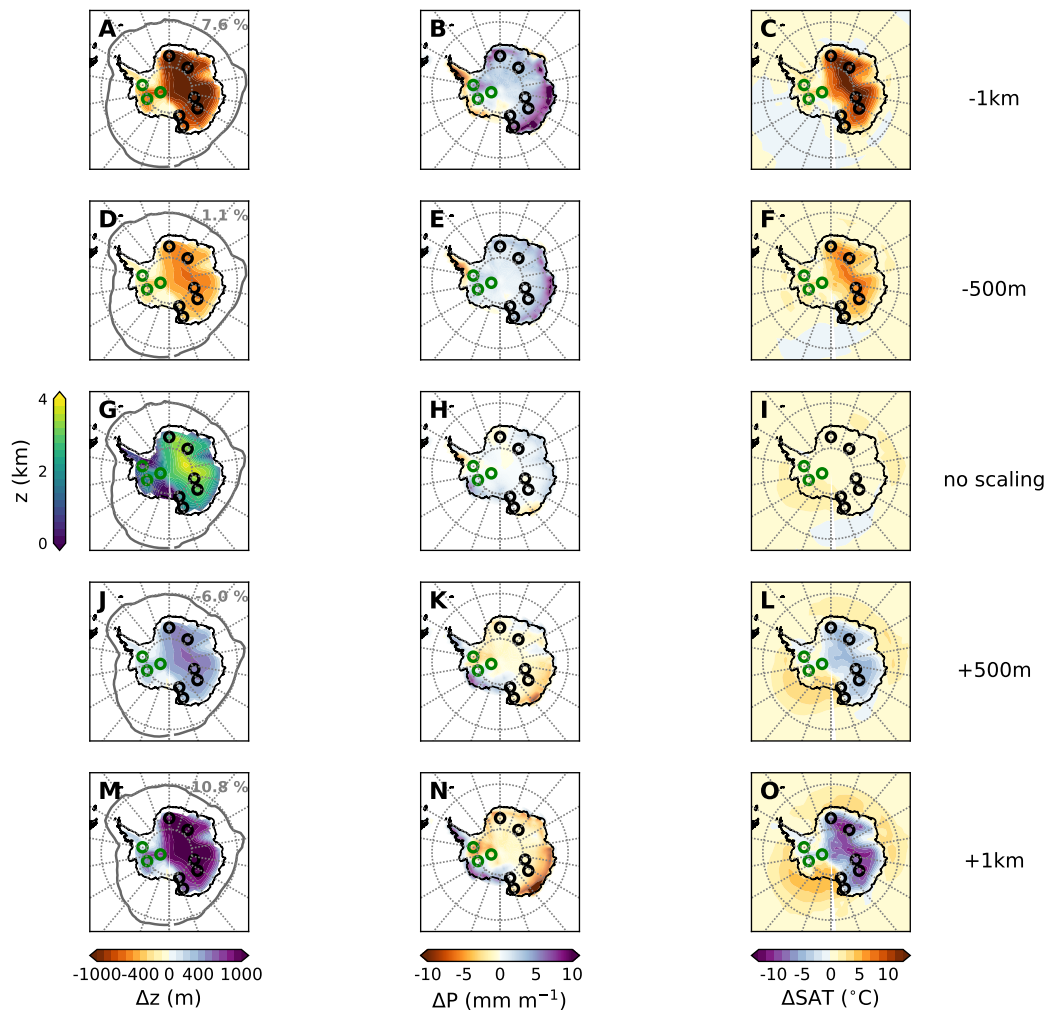 A 7.6 % B C -1km
D 1.1 % E F -500m
G H I no scaling
4
2
0
z (km)
J -6.0 % K L +500m
M -10.8 % N O +1km
-1000 -400 0 400 1000
Δz (m)
-10 -5 0 5 10
ΔP (mm m⁻¹)
-10 -5 0 5 10
ΔSAT (°C)